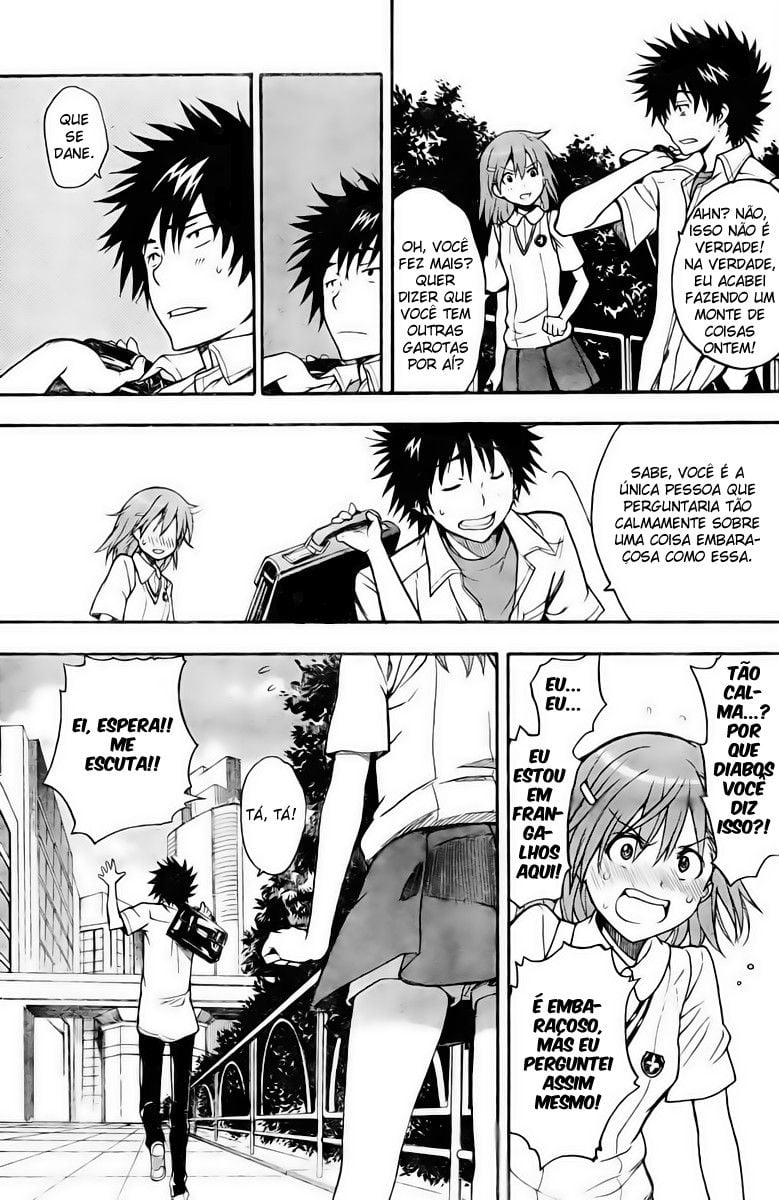 AHN? NÃO,
ISSO NÃO É
VERDADE!
NA VERDADE,
EU ACABEI
FAZENDO UM
MONTE DE
COISAS
ONTEM!
OH, VOCÊ
FEZ MAIS?
QUER
DIZER QUE
VOCÊ TEM
OUTRAS
GAROTAS
POR AÍ?
QUE
SE
DANE.
SABE, VOCÊ É A
ÚNICA PESSOA QUE
PERGUNTARIA TÃO
CALMAMENTE SOBRE
UMA COISA EMBARA-
ÇOSA COMO ESSA.
TÃO
CAL-
MA...?
POR
QUE
DIABOS
VOCÊ
DIZ
ISSO?!
EU...
EU...
EU
ESTOU
EM
FRAN-
GALHOS
AQUI!
É EMBA-
RAÇOSO,
MAS EU
PERGUNTEI
ASSIM
MESMO!
TÁ, TÁ!
EI, ESPERA!!
ME
ESCUTA!!